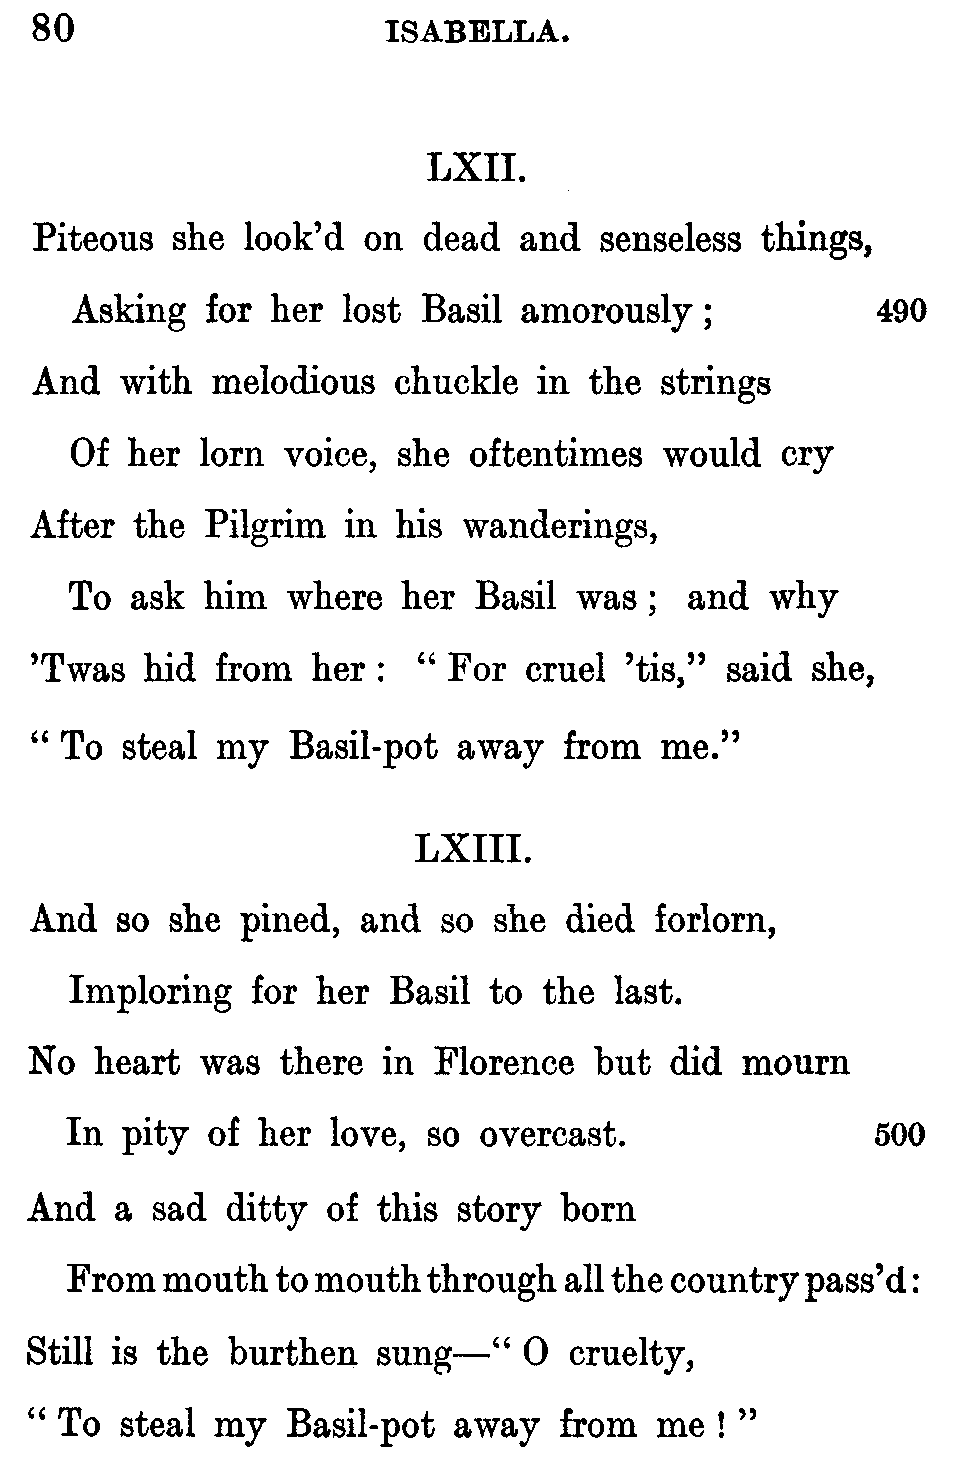 80 ISABELLA.
LXII.
Piteous she look’d on dead and senseless things,
Asking for her lost Basil amorously ; 490
And with melodious chuckle in the strings
Of her lorn voice, she oftentimes would cry
After the Pilgrim in his wanderings,
To ask him where her Basil was ; and why
’Twas hid from her : “ For cruel ’tis,” said she,
“ To steal my Basil-pot away from me.”
LXIII.
And so she pined, and so she died forlorn,
Imploring for her Basil to the last.
No heart was there in Florence but did mourn
In pity of her love, so overcast. 500
And a sad ditty of this story born
From mouth to mouth through all the country pass’d :
Still is the burthen sung—“ O cruelty,
“ To steal my Basil-pot away from me ! ”